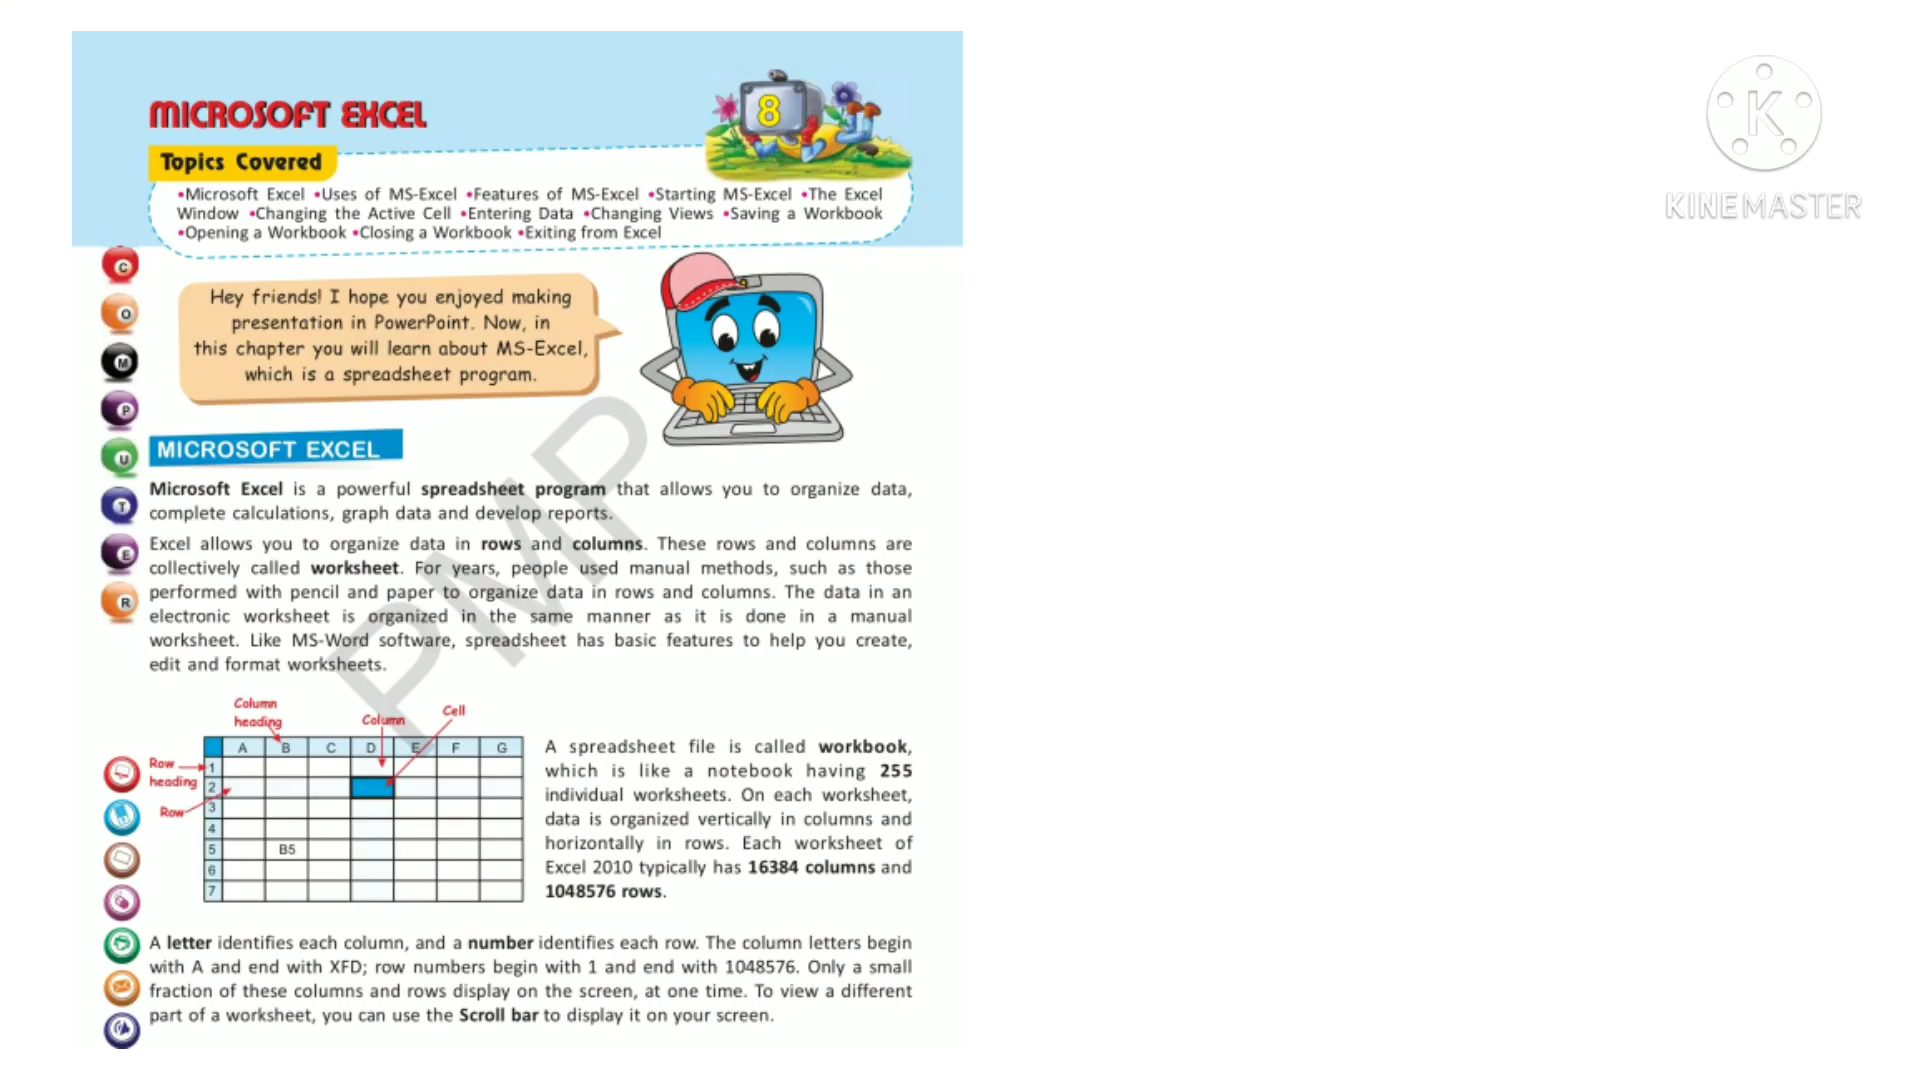 MICROSOFT EXCEL
8
Topics Covered
•Microsoft Excel •Uses of MS-Excel •Features of MS-Excel •Starting MS-Excel •The Excel
Window •Changing the Active Cell •Entering Data •Changing Views •Saving a Workbook
•Opening a Workbook •Closing a Workbook •Exiting from Excel
C
O
M
P
U
T
E
R
Hey friends! I hope you enjoyed making
presentation in PowerPoint. Now, in
this chapter you will learn about MS-Excel,
which is a spreadsheet program.
MICROSOFT EXCEL
Microsoft Excel is a powerful spreadsheet program that allows you to organize data,
complete calculations, graph data and develop reports.
Excel allows you to organize data in rows and columns. These rows and columns are
collectively called worksheet. For years, people used manual methods, such as those
performed with pencil and paper to organize data in rows and columns. The data in an
electronic worksheet is organized in the same manner as it is done in a manual
worksheet. Like MS-Word software, spreadsheet has basic features to help you create,
edit and format worksheets.
PMP
Column
heading
Column
Cell
Row
heading
Row
A B C D E F G
1
2
3
4
5 B5
6
7
A spreadsheet file is called workbook,
which is like a notebook having 255
individual worksheets. On each worksheet,
data is organized vertically in columns and
horizontally in rows. Each worksheet of
Excel 2010 typically has 16384 columns and
1048576 rows.
A letter identifies each column, and a number identifies each row. The column letters begin
with A and end with XFD; row numbers begin with 1 and end with 1048576. Only a small
fraction of these columns and rows display on the screen, at one time. To view a different
part of a worksheet, you can use the Scroll bar to display it on your screen.
K
KINEMASTER